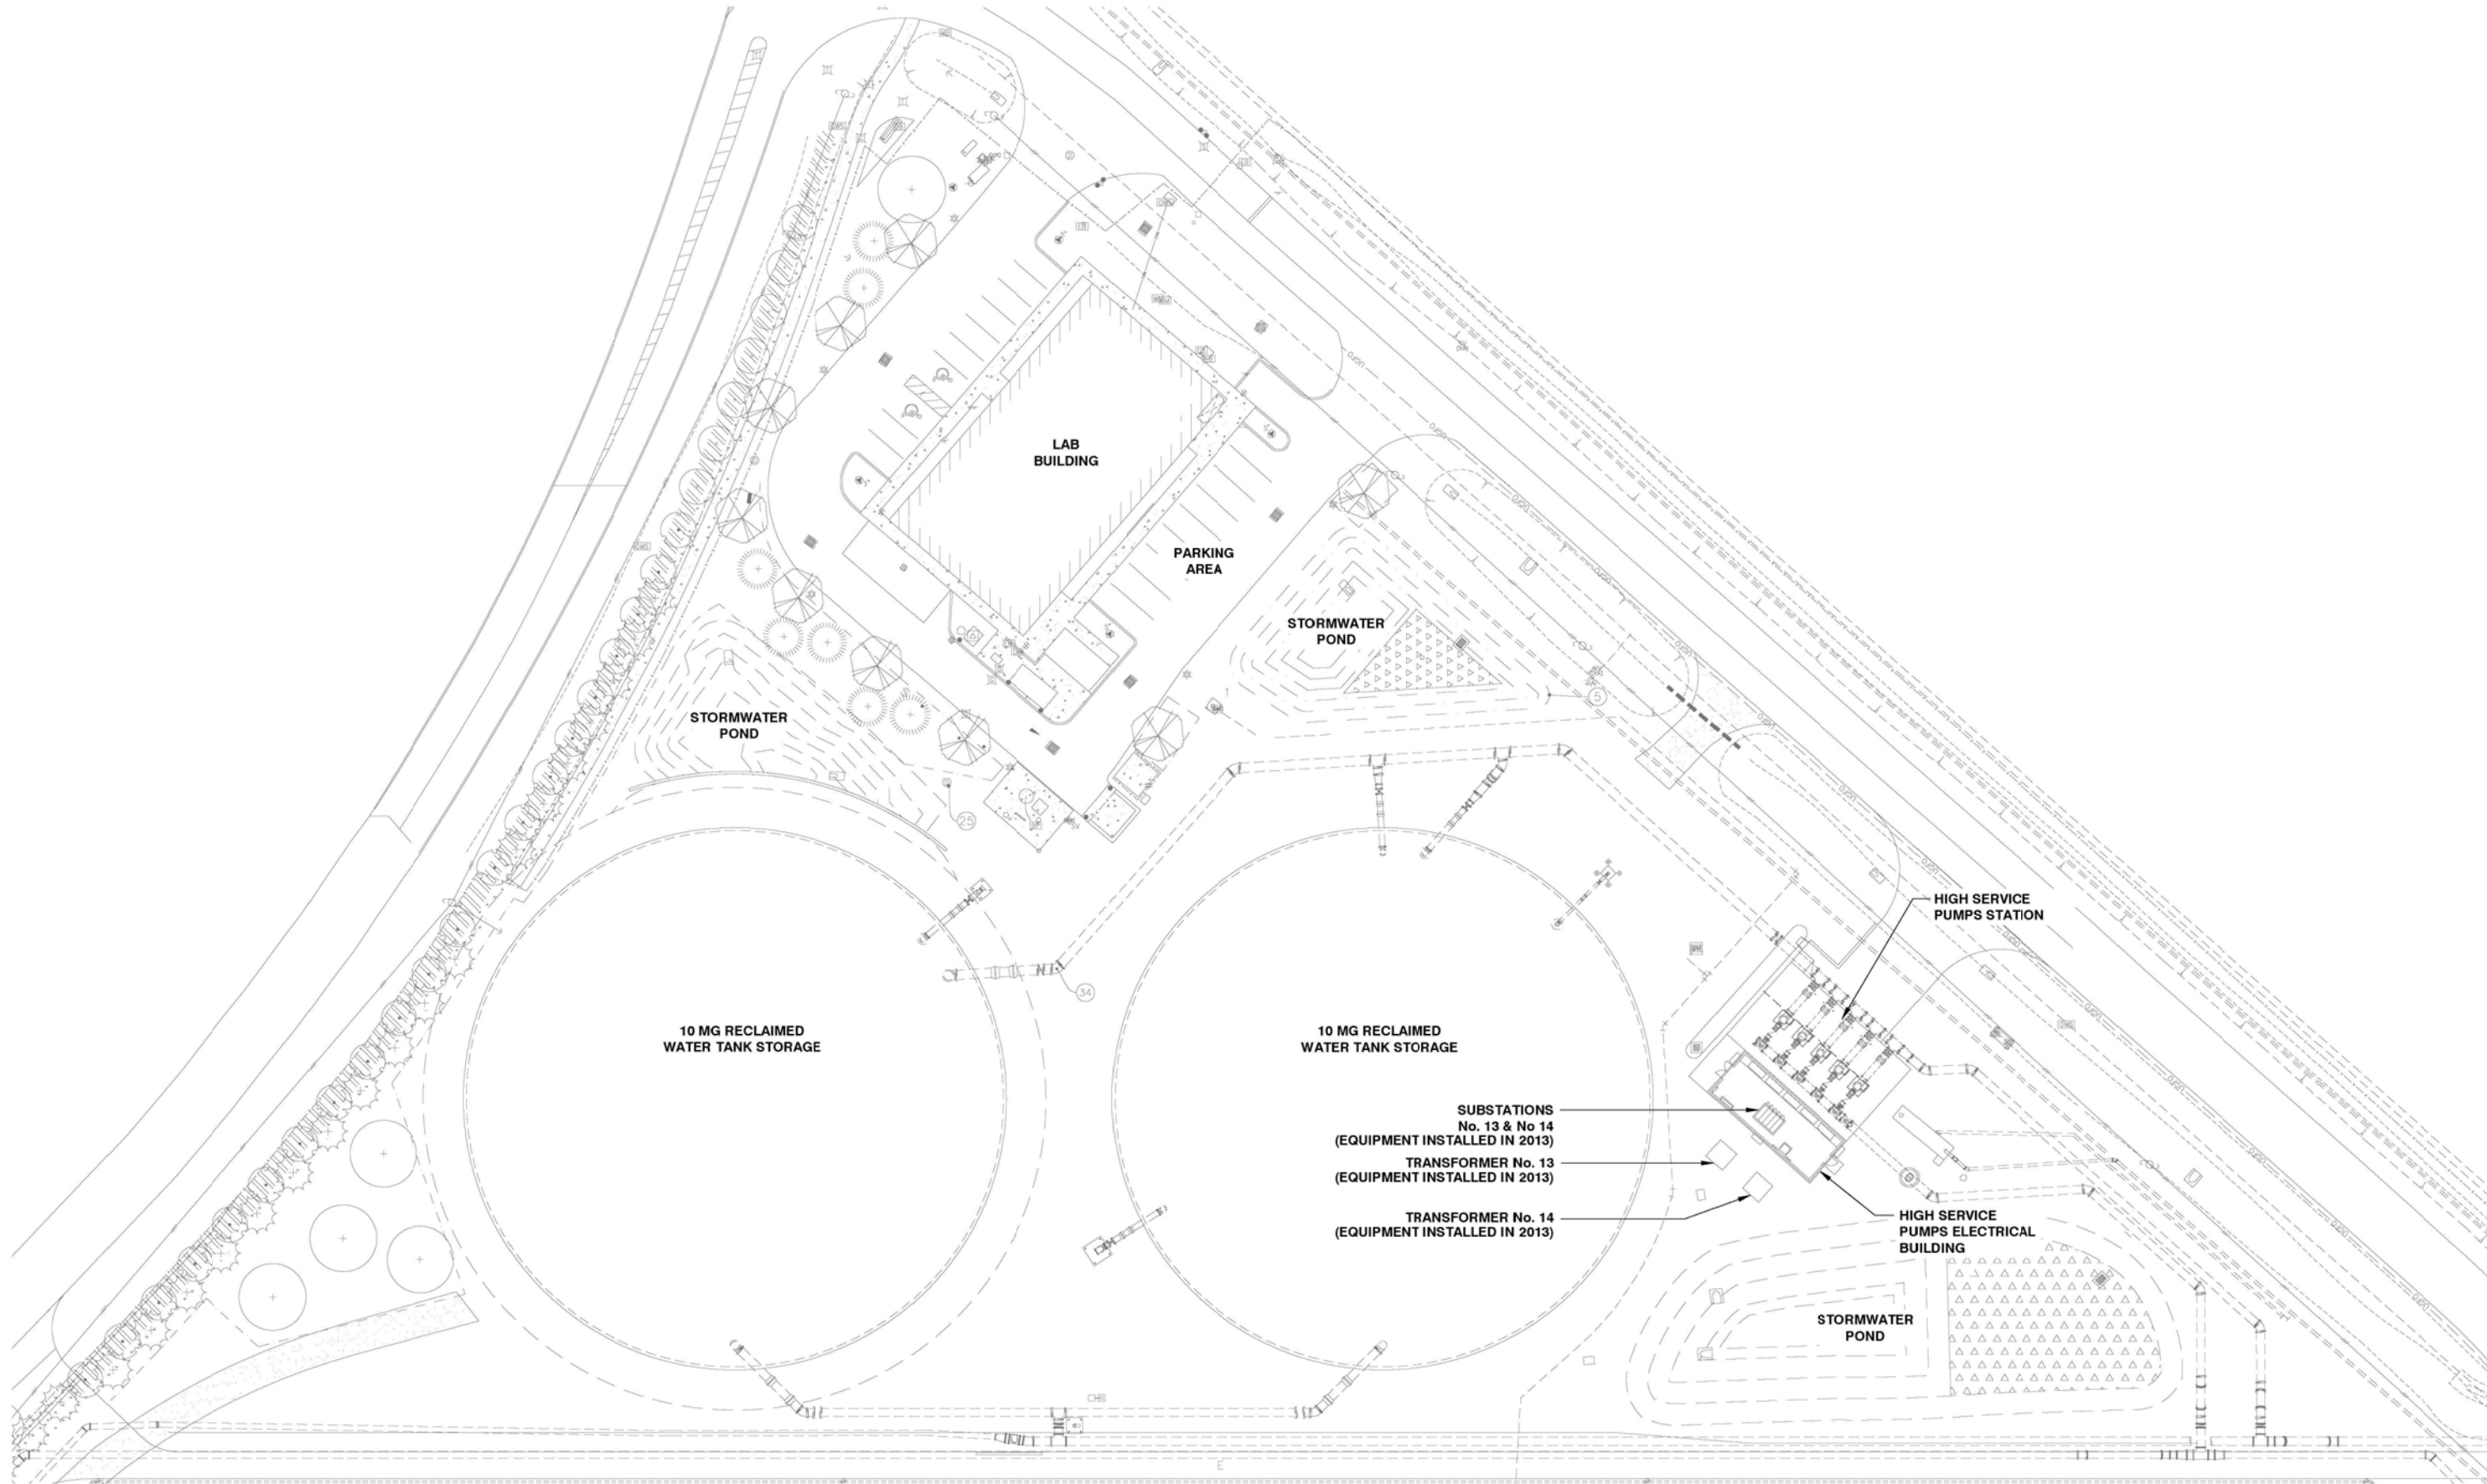 LAB
BUILDING
PARKING
AREA
STORMWATER
POND
5
STORMWATER
POND
25
HIGH SERVICE
PUMPS STATION
34
10 MG RECLAIMED
WATER TANK STORAGE
10 MG RECLAIMED
WATER TANK STORAGE
SUBSTATIONS
No. 13 & No 14
(EQUIPMENT INSTALLED IN 2013)
TRANSFORMER No. 13
(EQUIPMENT INSTALLED IN 2013)
TRANSFORMER No. 14
(EQUIPMENT INSTALLED IN 2013)
HIGH SERVICE
PUMPS ELECTRICAL
BUILDING
STORMWATER
POND
E